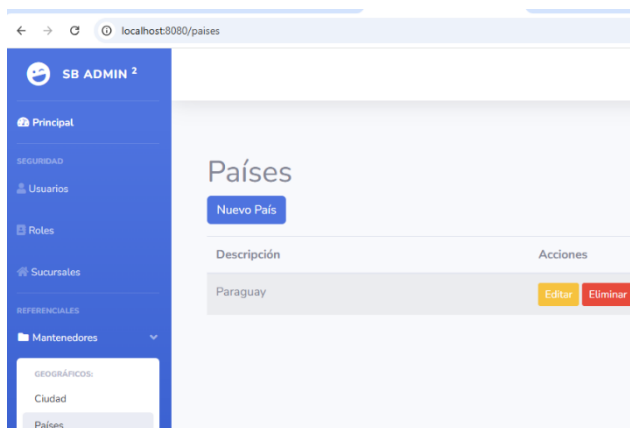 localhost:8080/paises
SB ADMIN 2
Principal
SEGURIDAD
Usuarios
Roles
Sucursales
REFERENCIALES
Mantenedores
GEOGRÁFICOS:
Ciudad
Países
Países
Nuevo País
Descripción Acciones
Paraguay Editar Eliminar